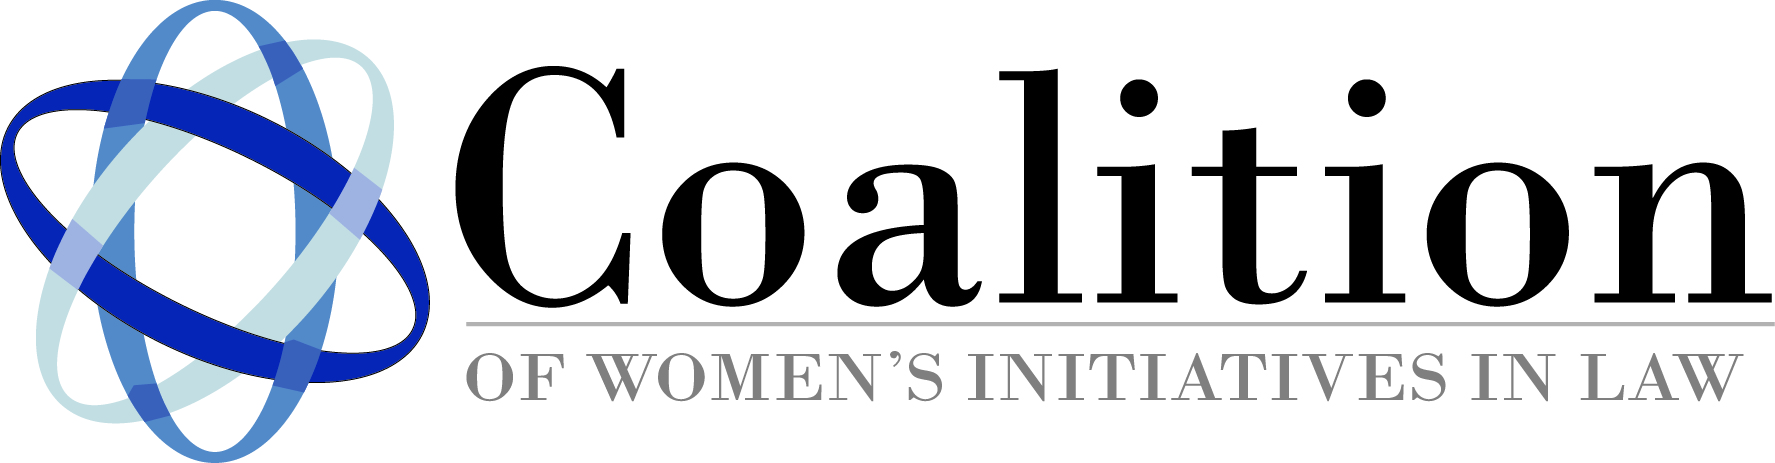 Coalition
OF WOMEN’S INITIATIVES IN LAW